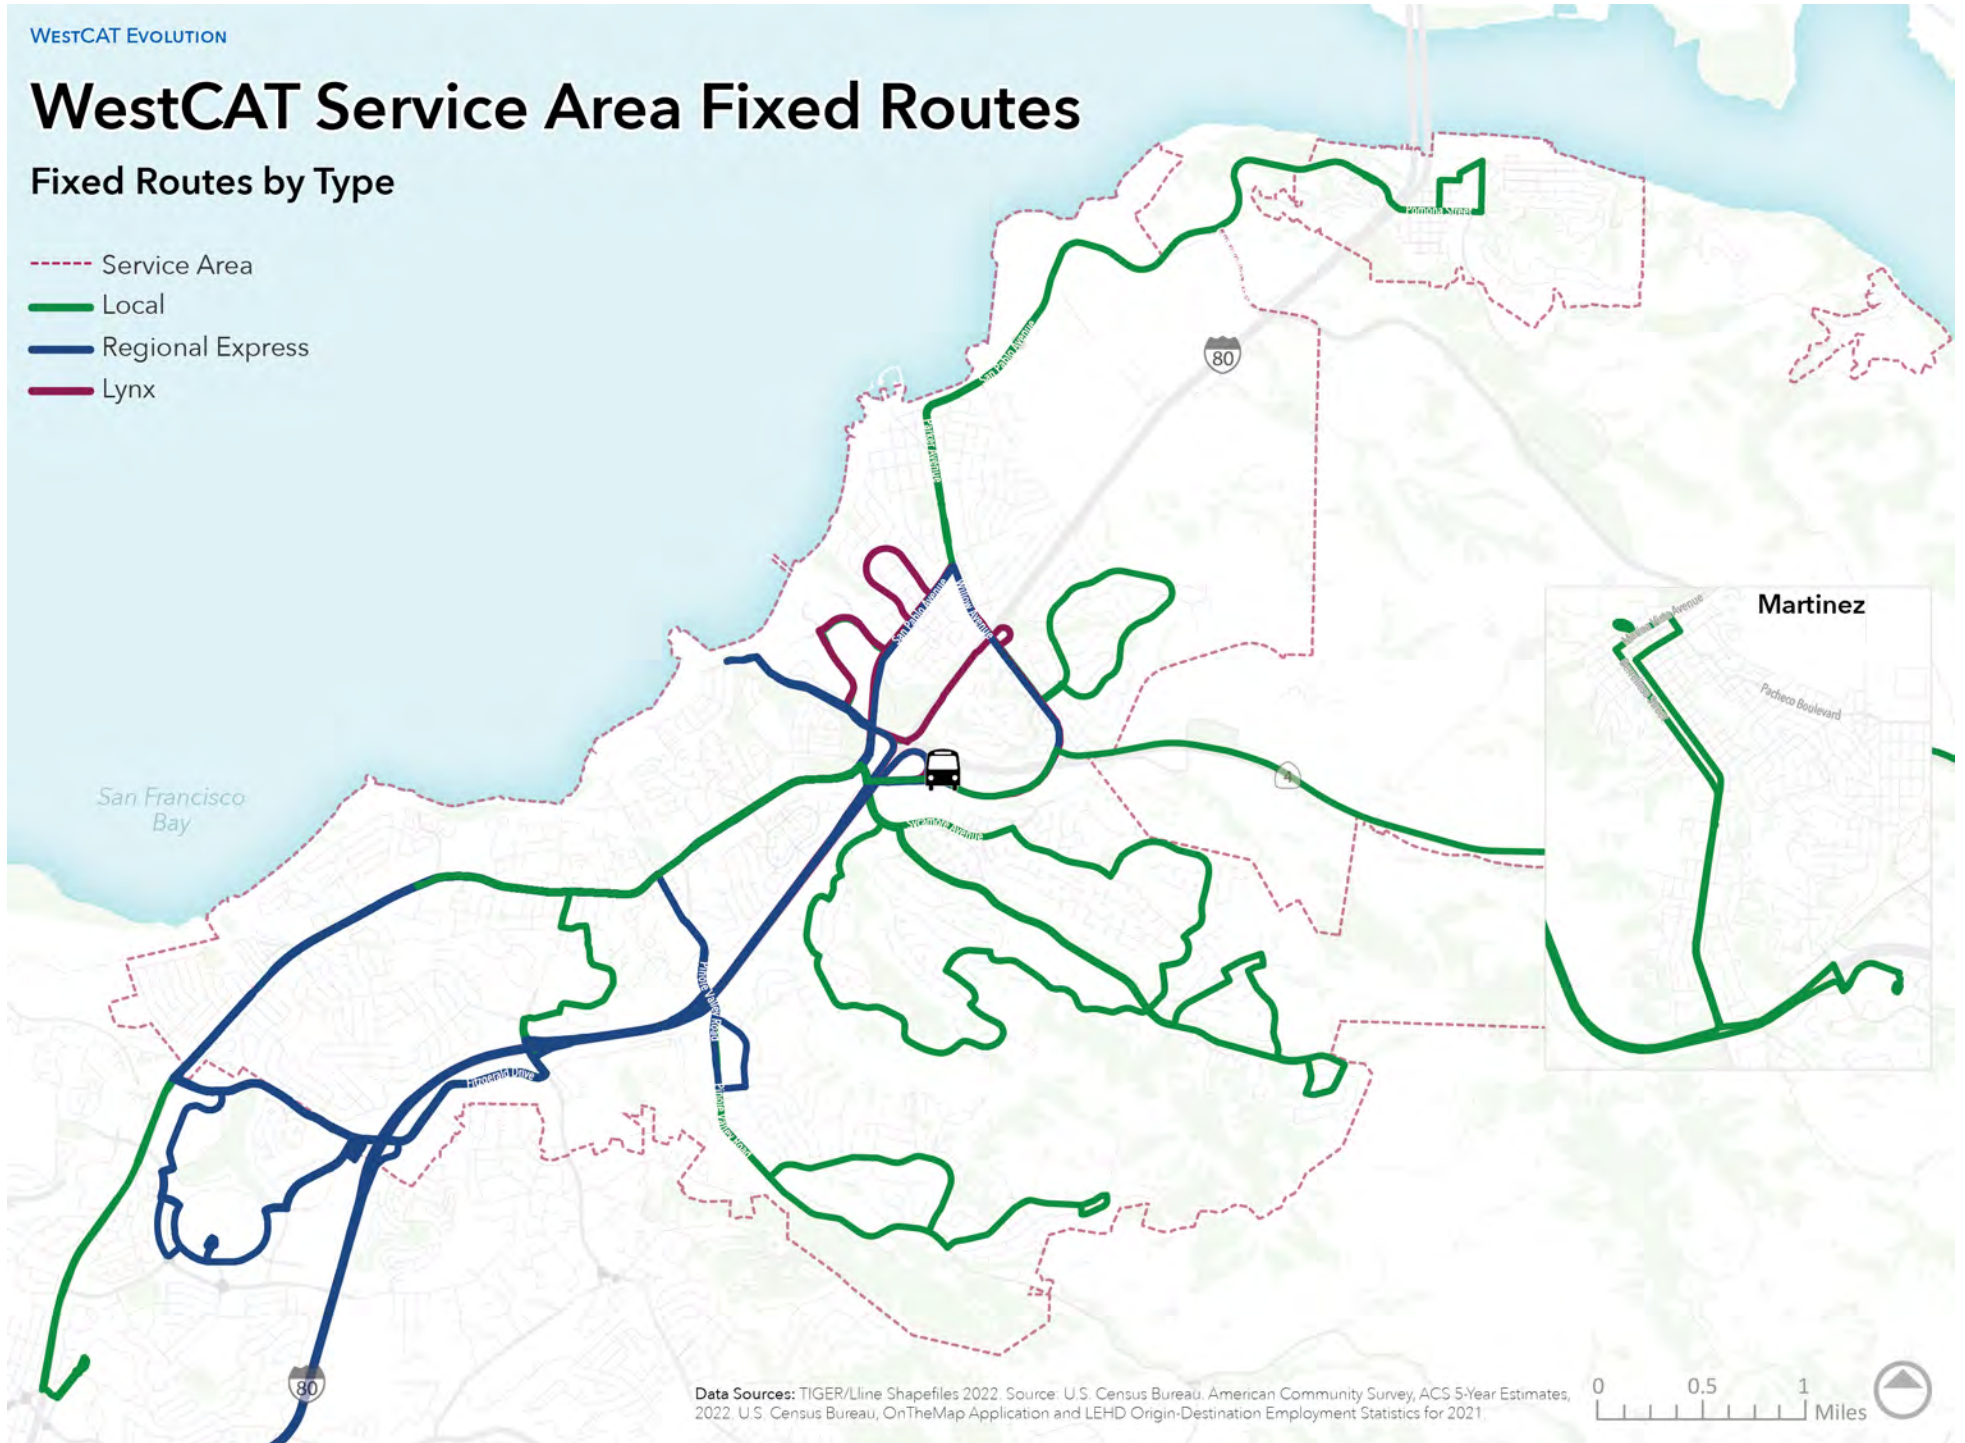 WestCAT Evolution
WestCAT Service Area Fixed Routes
Fixed Routes by Type
Service Area
Local
Regional Express
Lynx
Pomona Street
80
San Pablo Avenue
Parker Avenue
San Pablo Avenue
Willow Avenue
Martinez
Pacheco Boulevard
4
San Francisco
Bay
Sycamore Avenue
Pinole Valley Road
Fitzgerald Drive
Pinole Valley Road
80
Data Sources: TIGER/Lline Shapefiles 2022. Source: U.S. Census Bureau. American Community Survey, ACS 5-Year Estimates,
2022. U.S. Census Bureau, OnTheMap Application and LEHD Origin-Destination Employment Statistics for 2021.
0 0.5 1
Miles